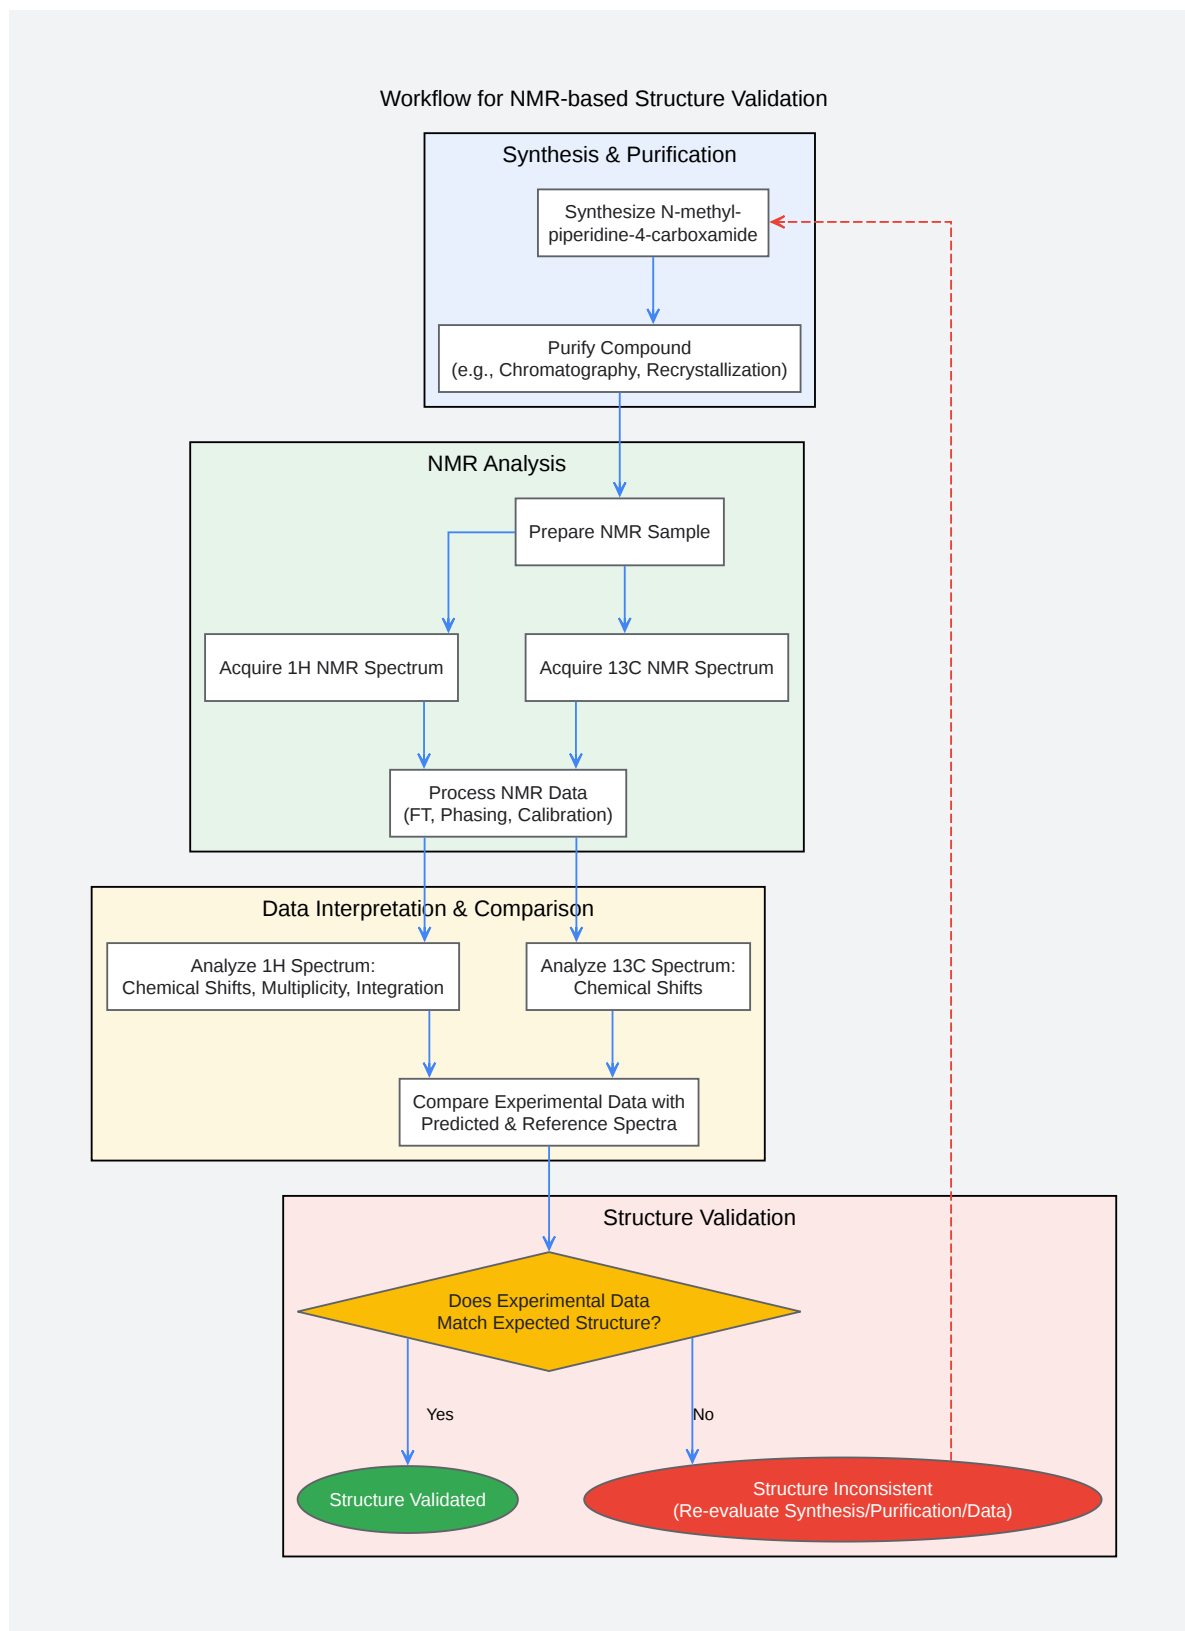 Workflow for NMR-based Structure Validation
Synthesis & Purification
Synthesize N-methyl-
piperidine-4-carboxamide
Purify Compound
(e.g., Chromatography, Recrystallization)
NMR Analysis
Prepare NMR Sample
Acquire 1H NMR Spectrum
Acquire 13C NMR Spectrum
Process NMR Data
(FT, Phasing, Calibration)
Data Interpretation & Comparison
Analyze 1H Spectrum:
Chemical Shifts, Multiplicity, Integration
Analyze 13C Spectrum:
Chemical Shifts
Compare Experimental Data with
Predicted & Reference Spectra
Structure Validation
Does Experimental Data
Match Expected Structure?
Yes
No
Structure Validated
Structure Inconsistent
(Re-evaluate Synthesis/Purification/Data)